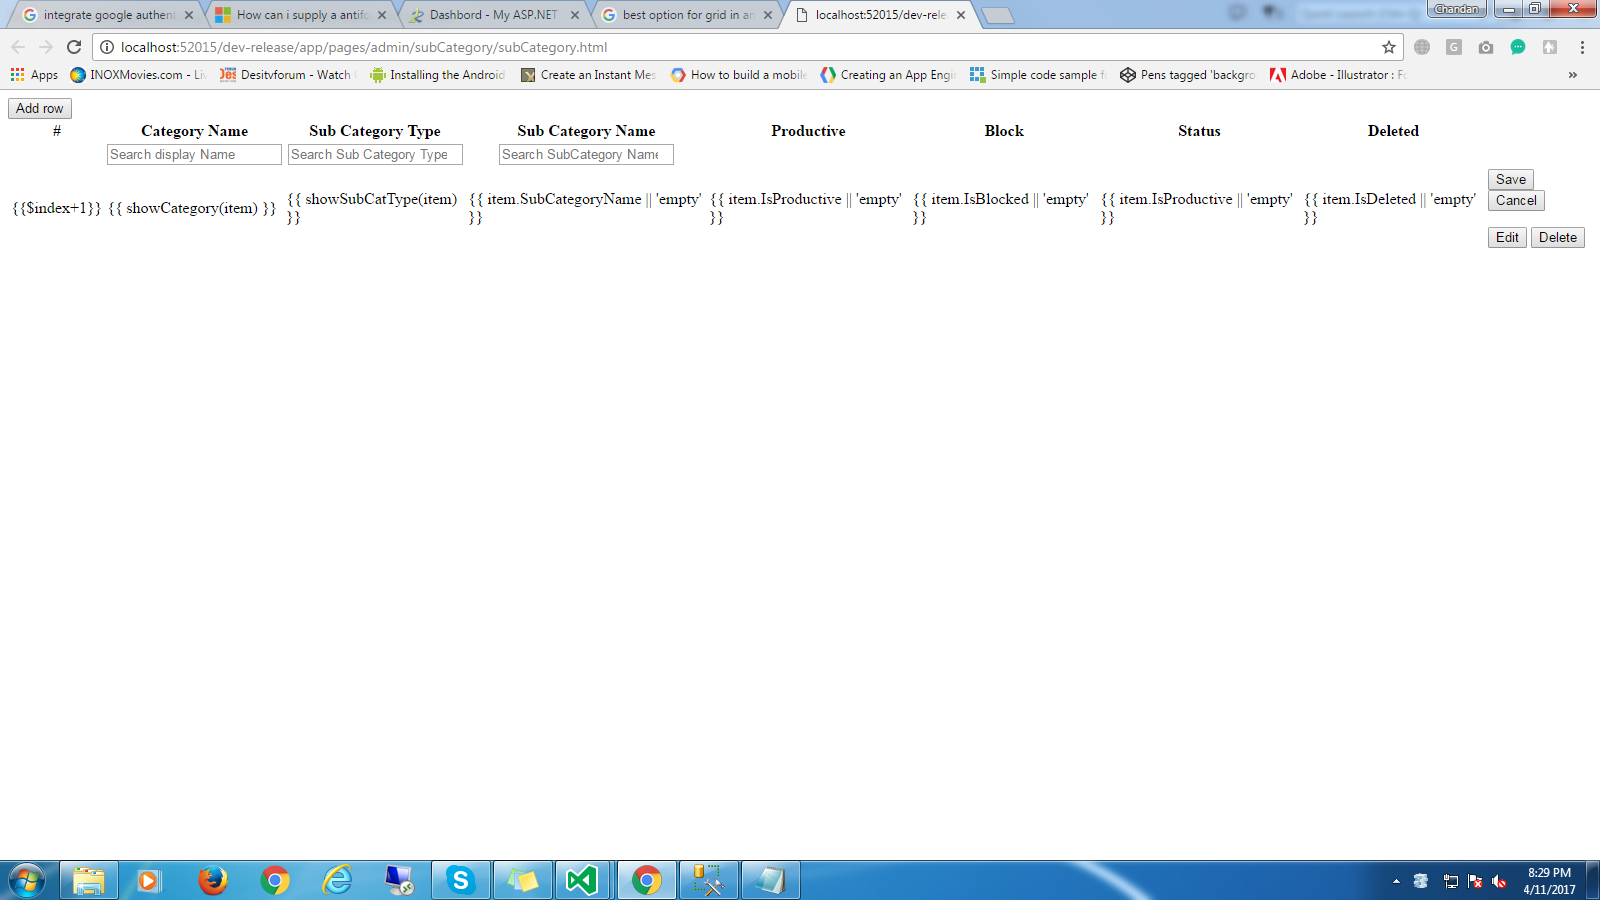 integrate google authent
How can i supply a antifo
Dashbord - My ASP.NET
best option for grid in an
localhost:52015/dev-rele
Chandan
localhost:52015/dev-release/app/pages/admin/subCategory/subCategory.html
Apps
INOXMovies.com - Li
Desitvforum - Watch
Installing the Android
Create an Instant Mes
How to build a mobile
Creating an App Engi
Simple code sample f
Pens tagged 'backgro
Adobe - Illustrator : Fo
»
Add row
# Category Name Sub Category Type Sub Category Name Productive Block Status Deleted
Search display Name Search Sub Category Type Search SubCategory Name
{{$index+1}}
{{ showCategory(item) }}
{{ showSubCatType(item)
}}
{{ item.SubCategoryName || 'empty'
}}
{{ item.IsProductive || 'empty'
}}
{{ item.IsBlocked || 'empty'
}}
{{ item.IsProductive || 'empty'
}}
{{ item.IsDeleted || 'empty'
}}
Save
Cancel
Edit Delete
8:29 PM
4/11/2017